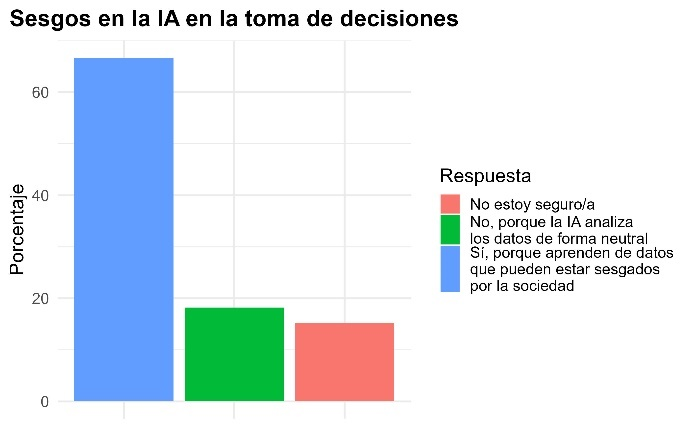 Sesgos en la IA en la toma de decisiones
60
40
20
0
Porcentaje
Respuesta
No estoy seguro/a
No, porque la IA analiza
los datos de forma neutral
Sí, porque aprenden de datos
que pueden estar sesgados
por la sociedad